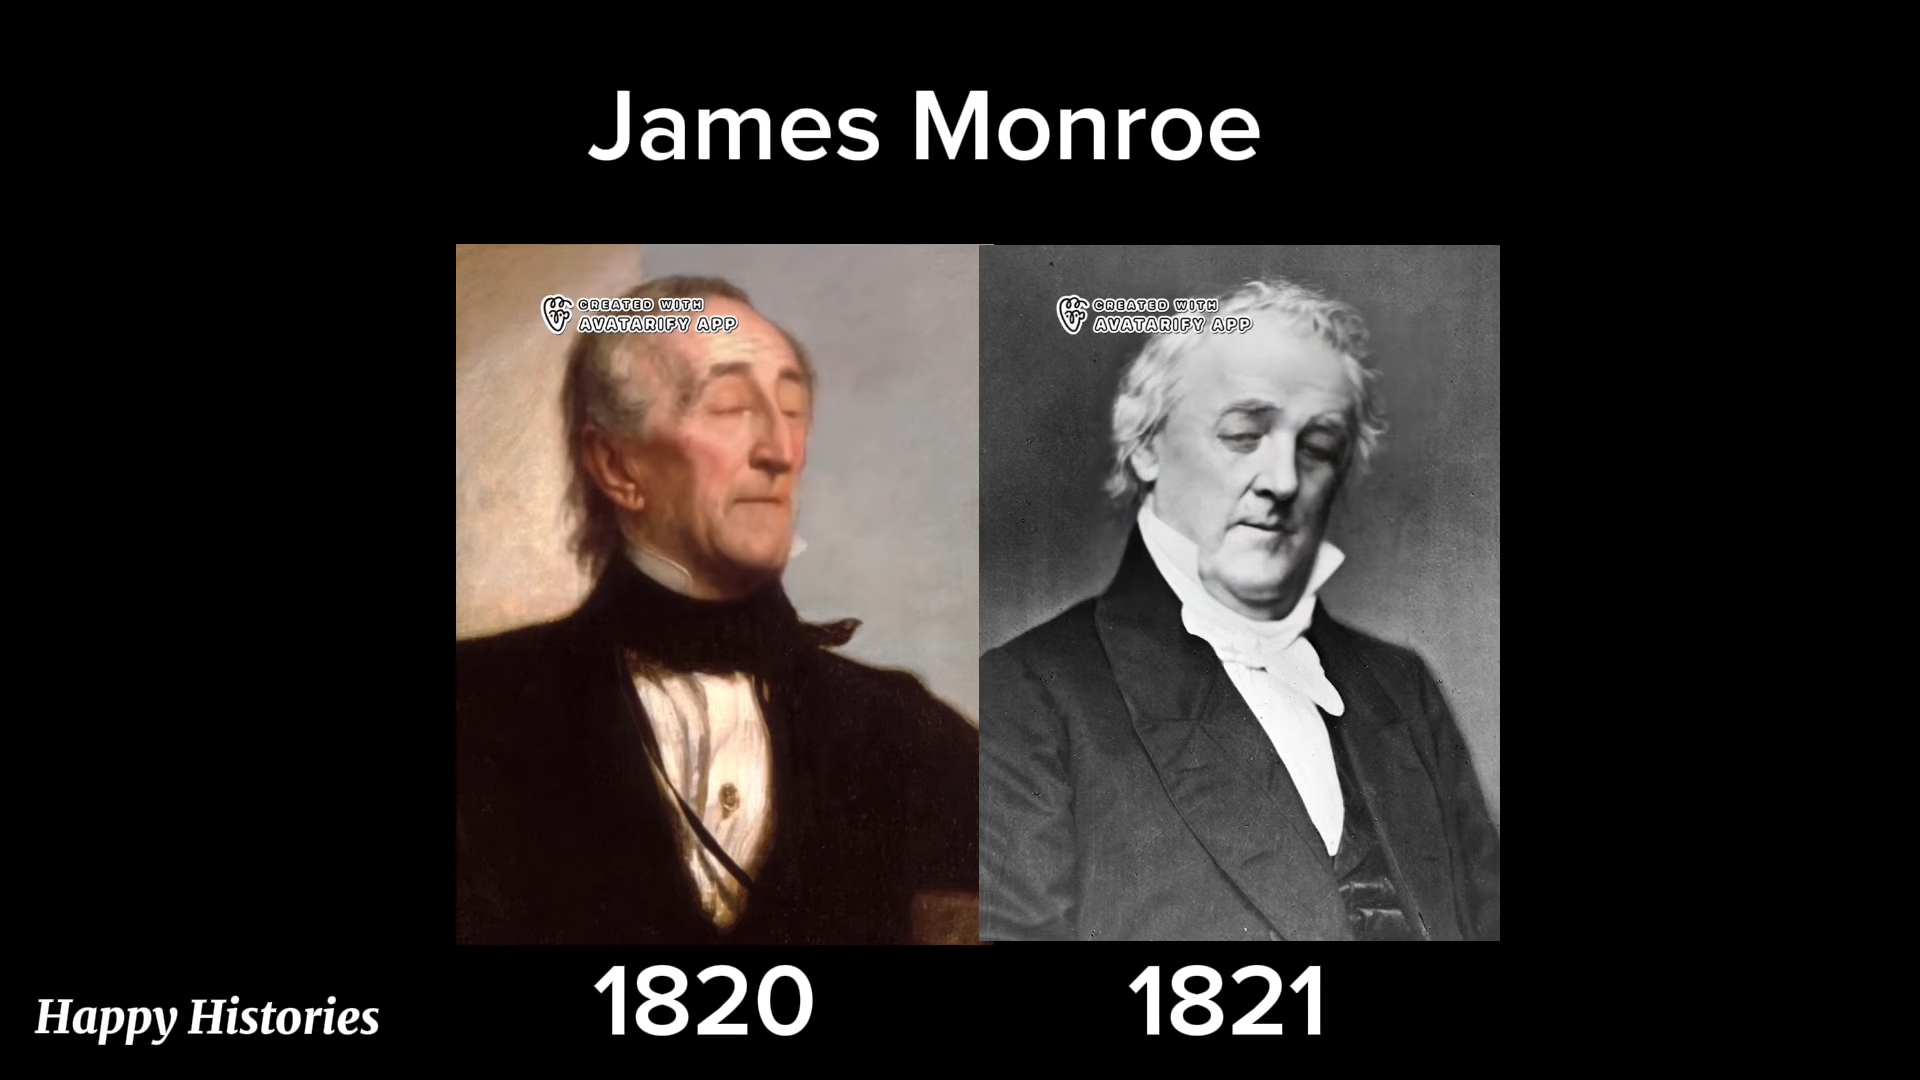 James Monroe
CREATED WITH
AVATARIFY APP
CREATED WITH
AVATARIFY APP
1820
1821
Happy Histories